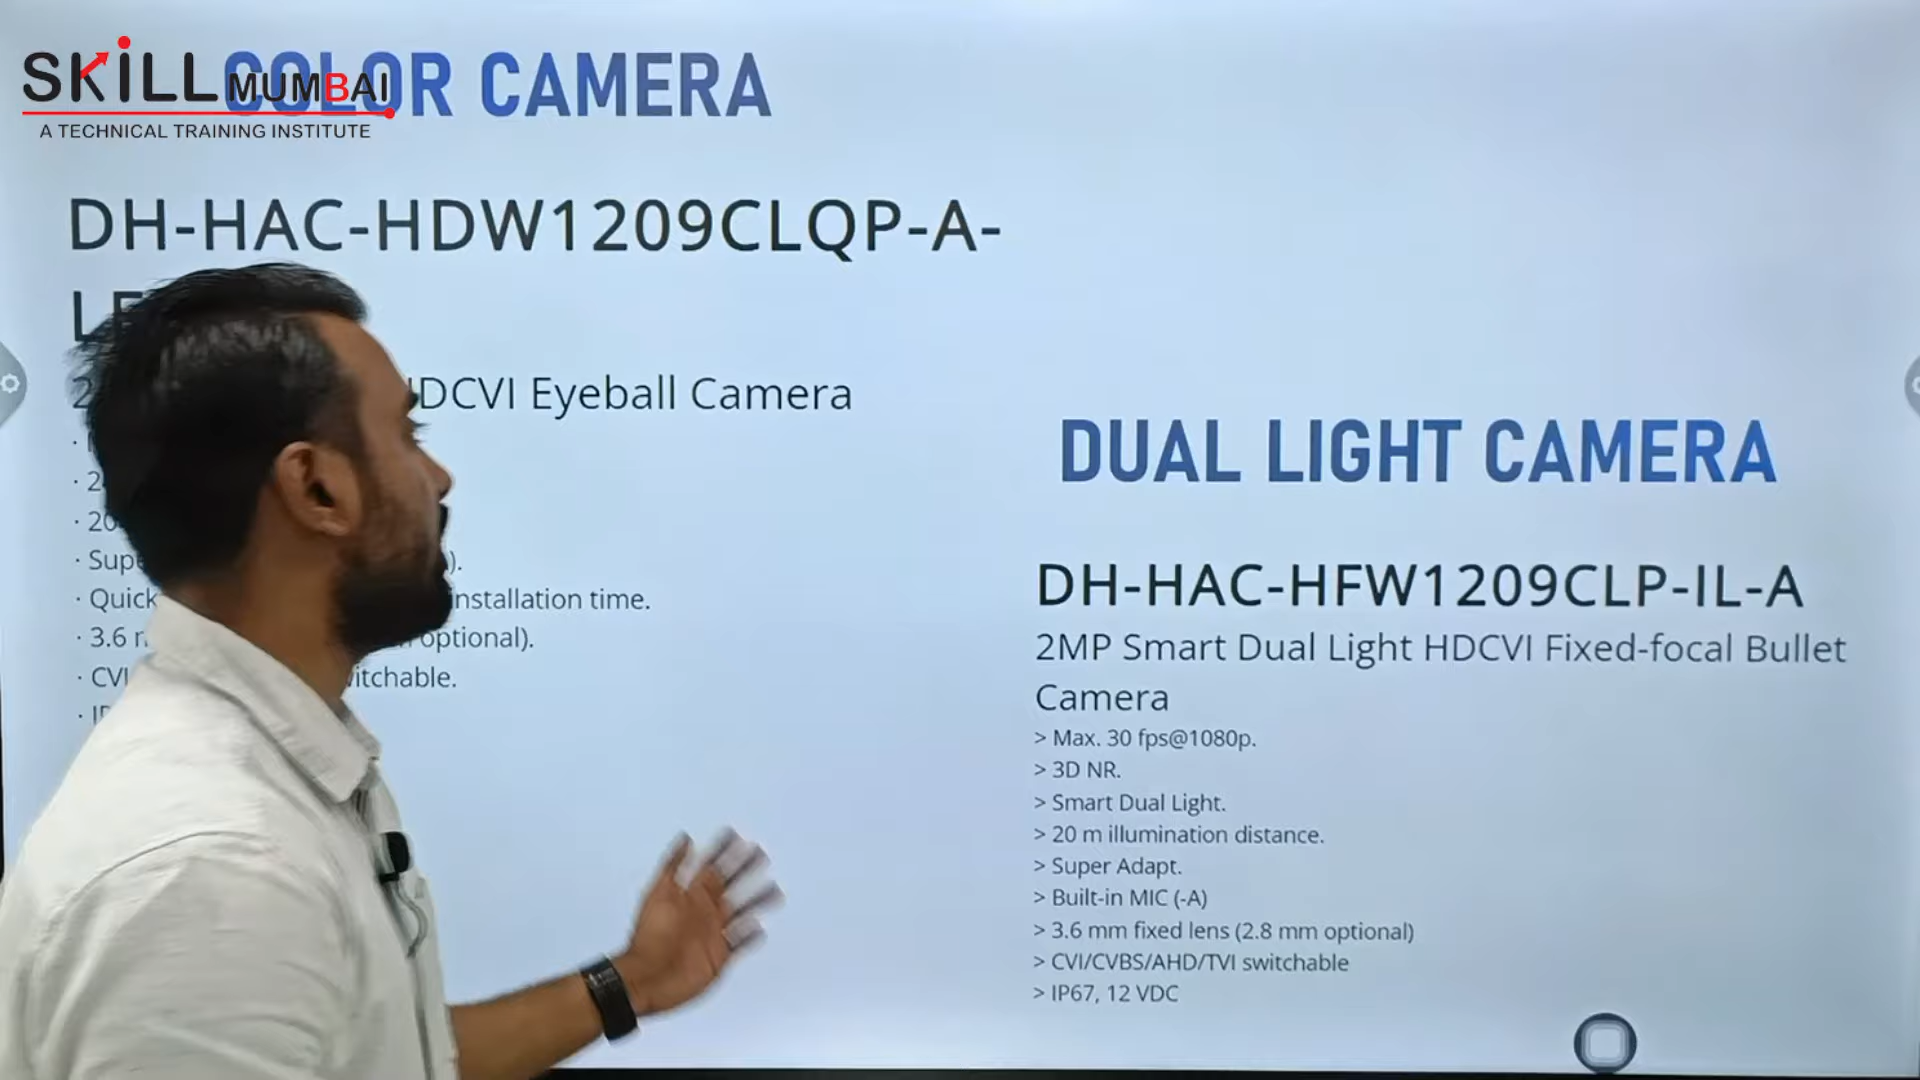 SKiLL MUMBAI
A TECHNICAL TRAINING INSTITUTE
COLOR CAMERA
DH-HAC-HDW1209CLQP-A-
DCVI Eyeball Camera
installation time.
· 3.6
optional).
· CVI
DUAL LIGHT CAMERA
DH-HAC-HFW1209CLP-IL-A
2MP Smart Dual Light HDCVI Fixed-focal Bullet
Camera
> Max. 30 fps@1080p.
> 3D NR.
> Smart Dual Light.
> 20 m illumination distance.
> Super Adapt.
> Built-in MIC (-A)
> 3.6 mm fixed lens (2.8 mm optional)
> CVI/CVBS/AHD/TVI switchable
> IP67, 12 VDC